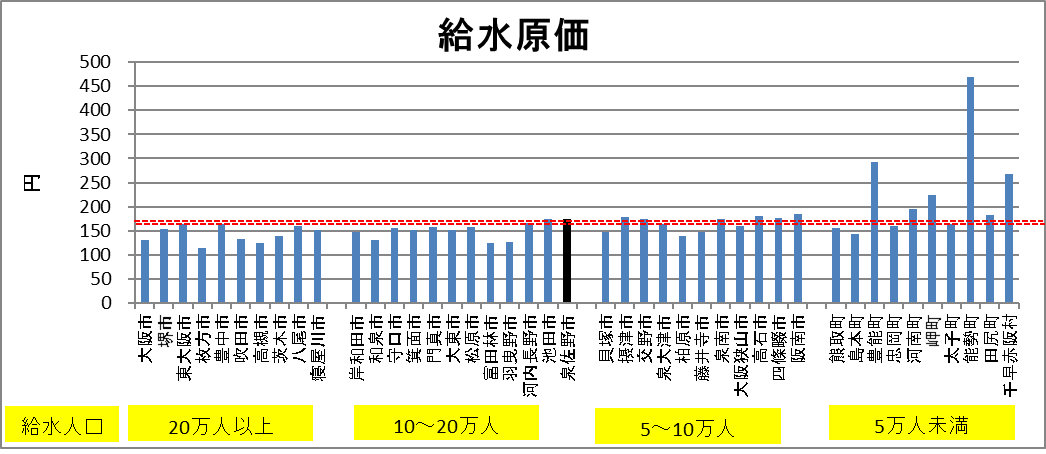 給水原価
500
450
400
350
300
250
200
150
100
50
0
円
大阪市
堺市
東大阪市
枚方市
豊中市
吹田市
高槻市
茨木市
八尾市
寝屋川市
岸和田市
和泉市
守口市
箕面市
門真市
大東市
松原市
富田林市
羽曳野市
河内長野市
池田市
泉佐野市
貝塚市
摂津市
交野市
泉大津市
柏原市
藤井寺市
泉南市
大阪狭山市
高石市
四條畷市
阪南市
熊取町
島本町
豊能町
忠岡町
河南町
岬町
太子町
能勢町
田尻町
千早赤阪村
給水人口
20万人以上
10～20万人
5～10万人
5万人未満